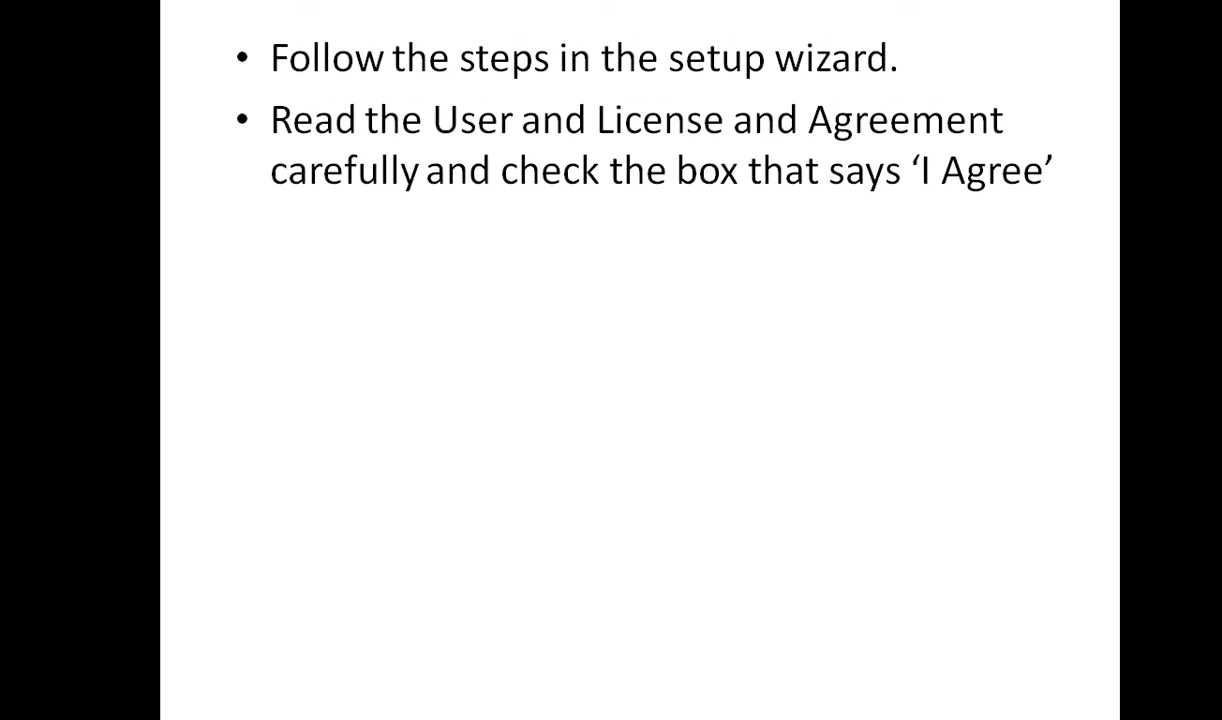 • Follow the steps in the setup wizard.
• Read the User and License and Agreement
carefully and check the box that says ‘I Agree’